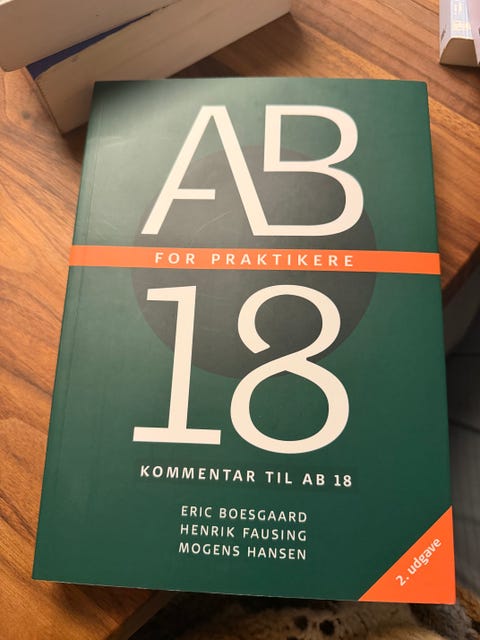 AB
FOR PRAKTIKERE
18
KOMMENTAR TIL AB 18
ERIC BOESGAARD
HENRIK FAUSING
MOGENS HANSEN
2. udgave